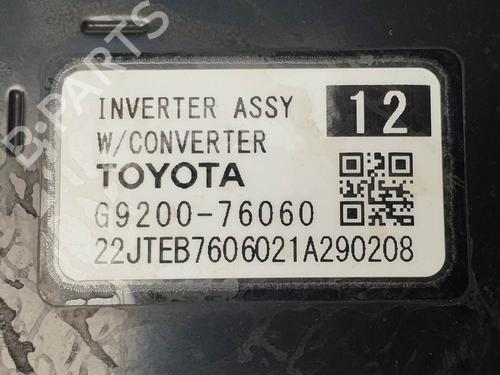 INVERTER ASSY
12
W/CONVERTER
TOYOTA
G9200-76060
22JTEB7606021A290208
B-PARTS